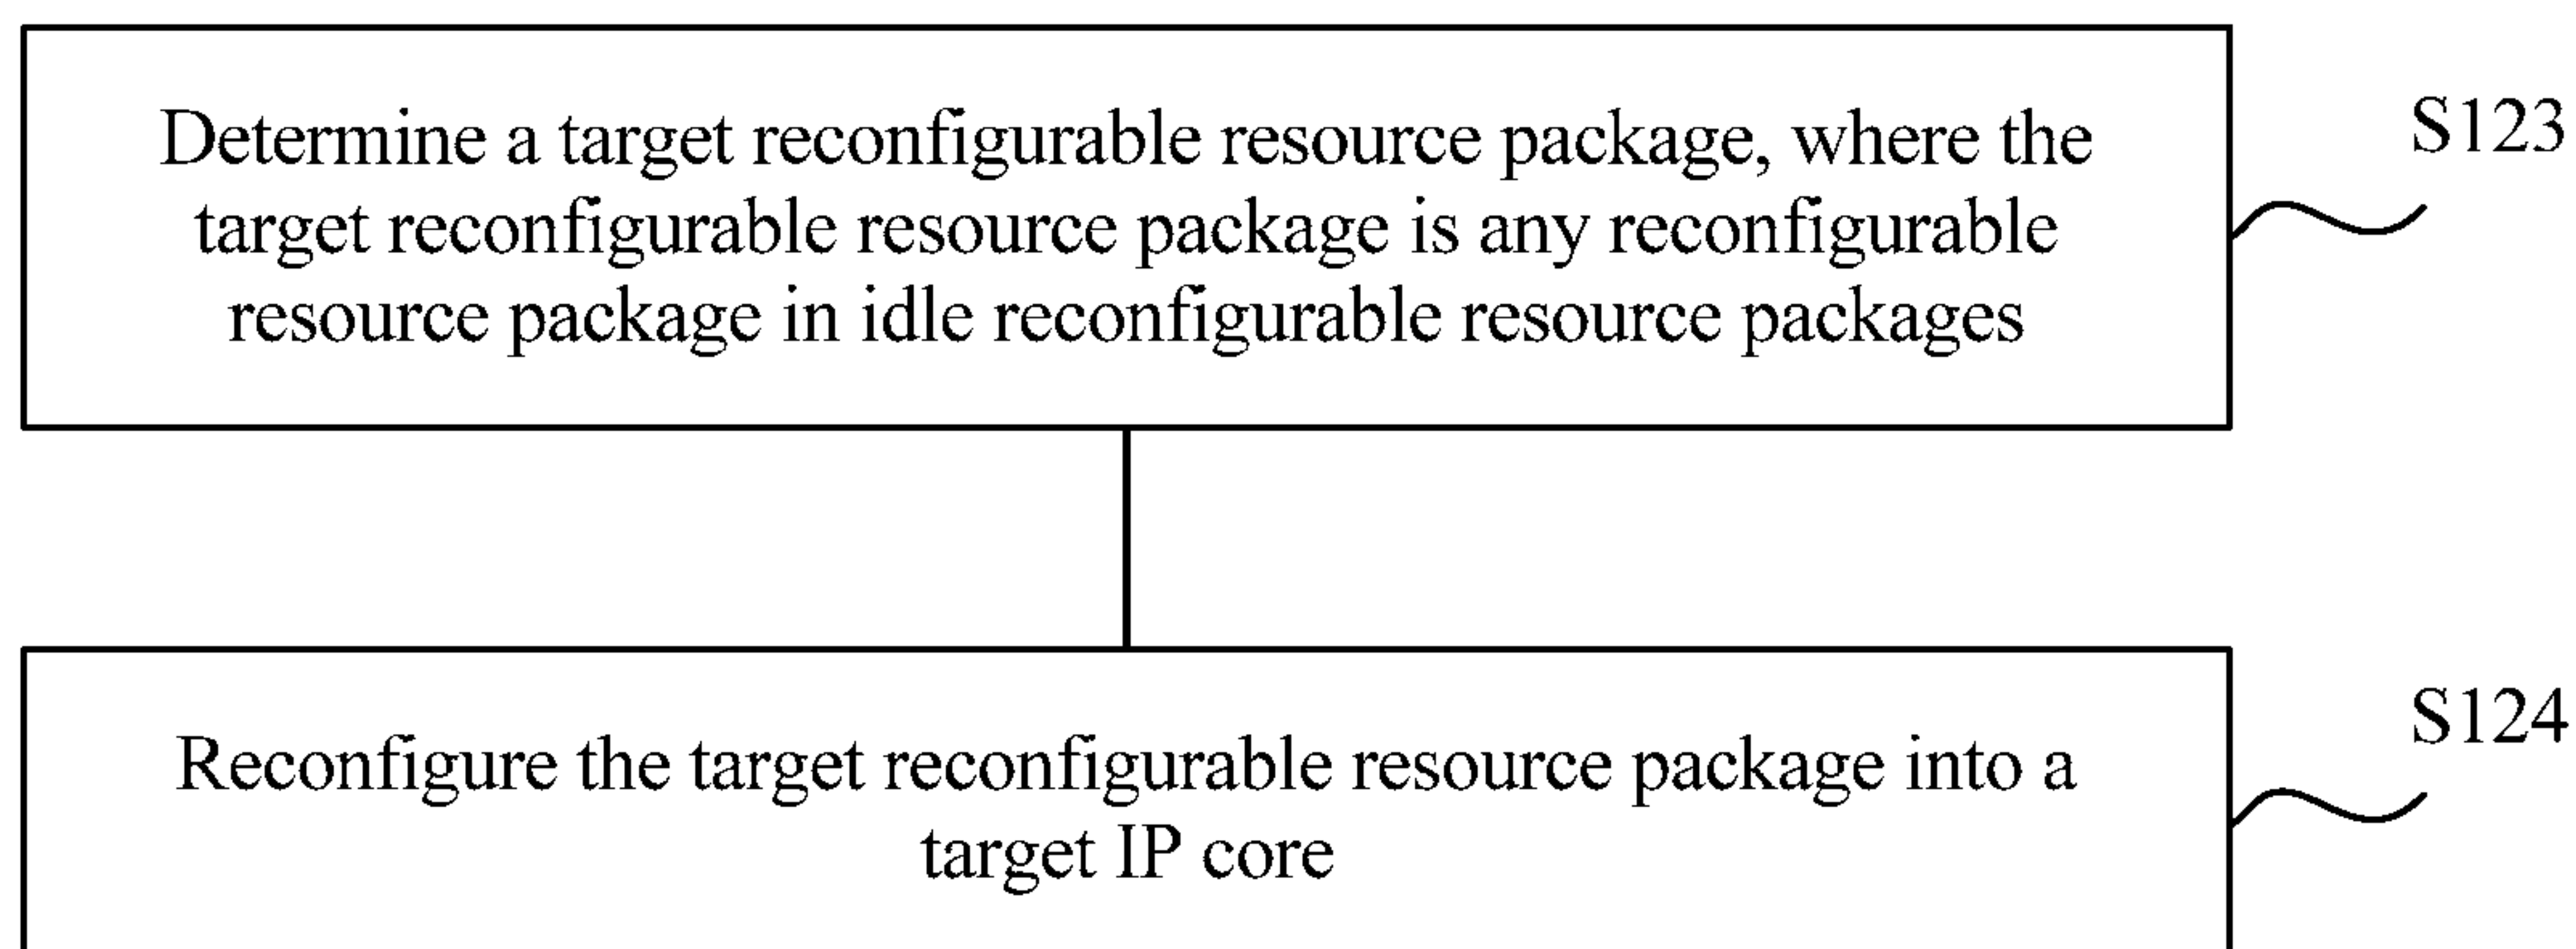 Determine a target reconfigurable resource package, where the
target reconfigurable resource package is any reconfigurable
resource package in idle reconfigurable resource packages
S123
Reconfigure the target reconfigurable resource package into a
target IP core
S124